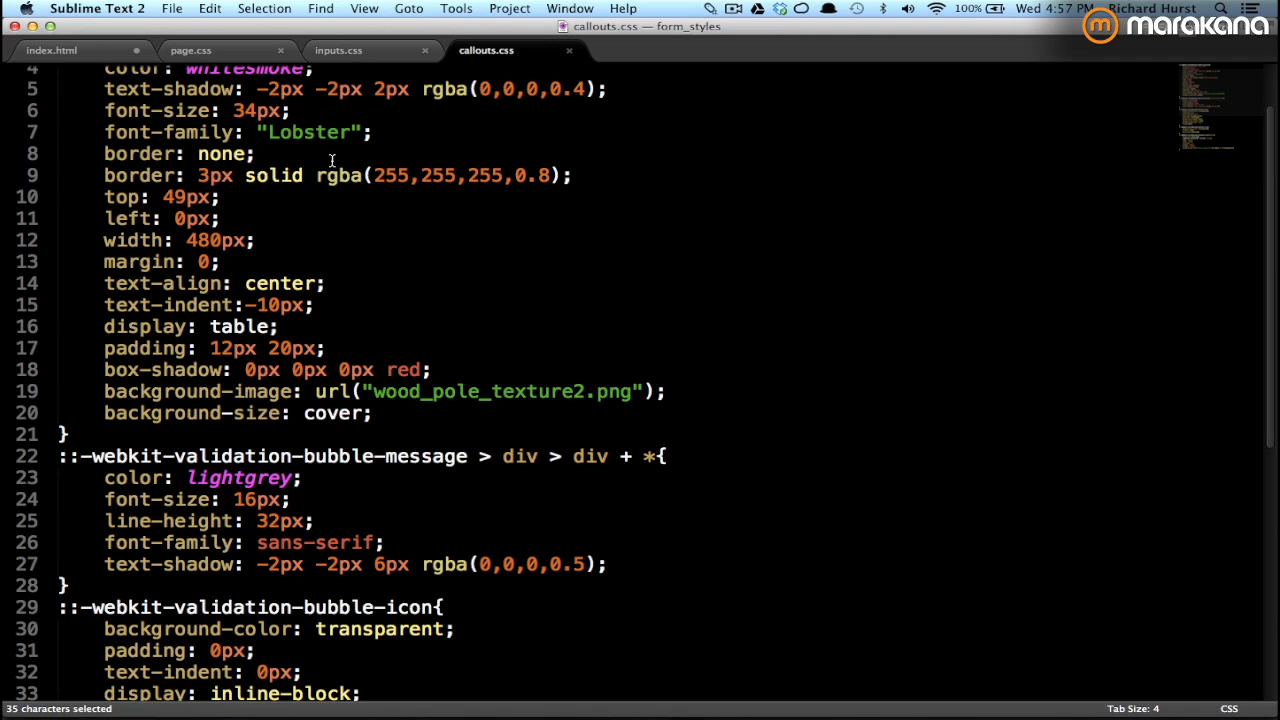 Sublime Text 2 File Edit Selection Find View Goto Tools Project Window Help 100% Wed 4:57 PM Richard Hurst
callouts.css — form_styles
marakana
index.html page.css inputs.css callouts.css
4 color: whitesmoke;
5 text-shadow: -2px -2px 2px rgba(0,0,0,0.4);
6 font-size: 34px;
7 font-family: "Lobster";
8 border: none;
9 border: 3px solid rgba(255,255,255,0.8);
10 top: 49px;
11 left: 0px;
12 width: 480px;
13 margin: 0;
14 text-align: center;
15 text-indent:-10px;
16 display: table;
17 padding: 12px 20px;
18 box-shadow: 0px 0px 0px red;
19 background-image: url("wood_pole_texture2.png");
20 background-size: cover;
21 }
22 ::-webkit-validation-bubble-message > div > div + *{
23 color: lightgrey;
24 font-size: 16px;
25 line-height: 32px;
26 font-family: sans-serif;
27 text-shadow: -2px -2px 6px rgba(0,0,0,0.5);
28 }
29 ::-webkit-validation-bubble-icon{
30 background-color: transparent;
31 padding: 0px;
32 text-indent: 0px;
33 display: inline-block;
35 characters selected Tab Size: 4 CSS